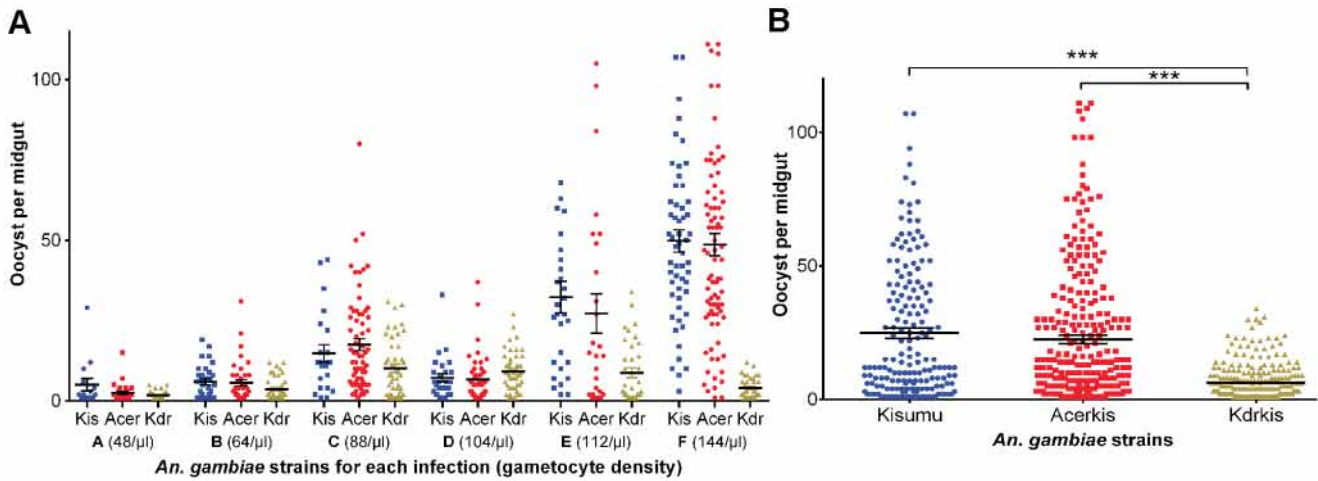 A
Oocyst per midgut
100
50
0
Kis Acer Kdr Kis Acer Kdr Kis Acer Kdr Kis Acer Kdr Kis Acer Kdr Kis Acer Kdr
A (48/µl) B (64/µl) C (88/µl) D (104/µl) E (112/µl) F (144/µl)
An. gambiae strains for each infection (gametocyte density)
B
***
***
Oocyst per midgut
100
50
0
Kisumu Acerkis Kdrkis
An. gambiae strains